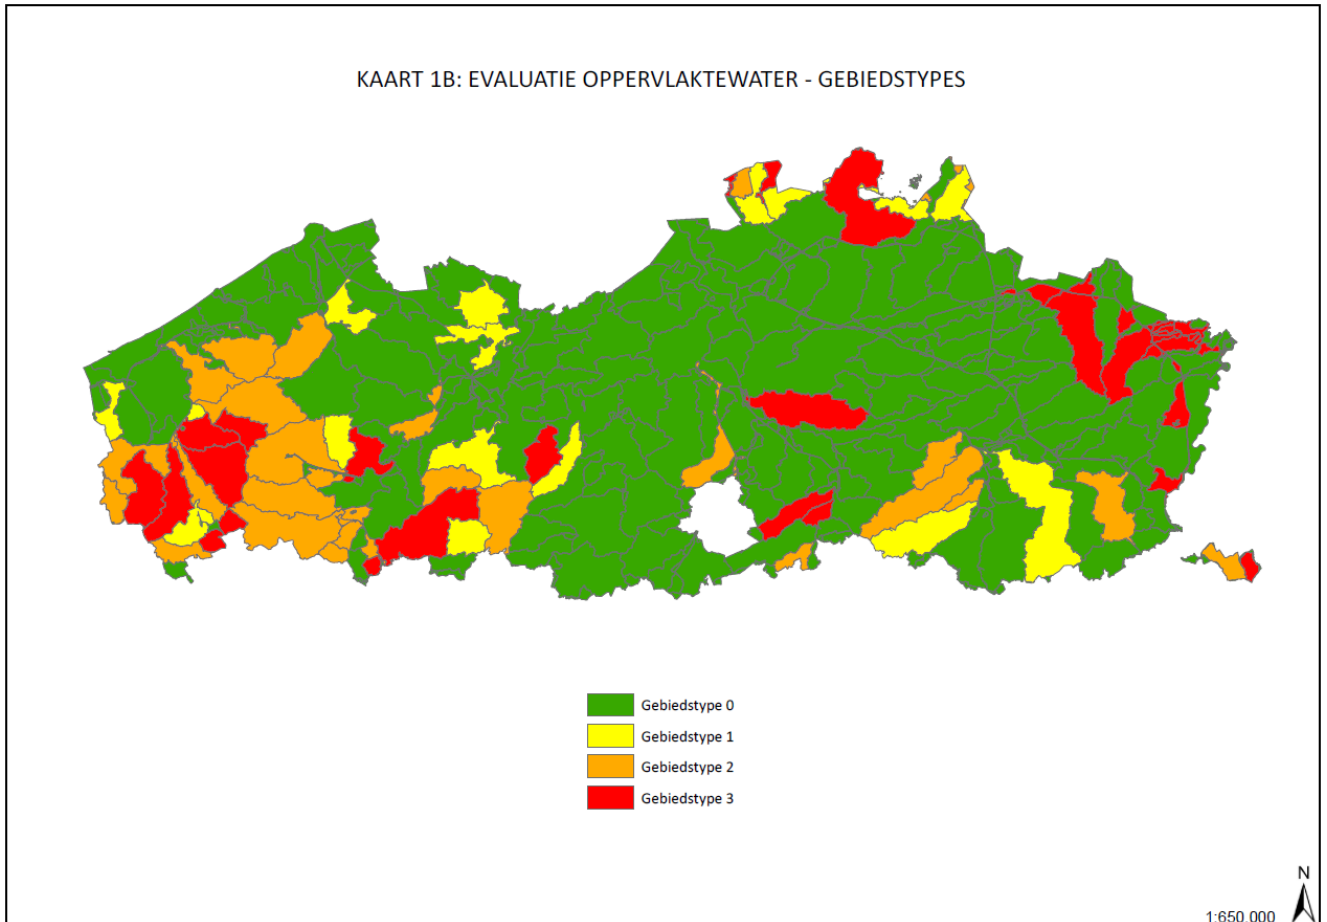 KAART 1B: EVALUATIE OPPERVLAKTEWATER - GEBIEDSTYPES
Gebiedstype 0
Gebiedstype 1
Gebiedstype 2
Gebiedstype 3
N
1:650.000